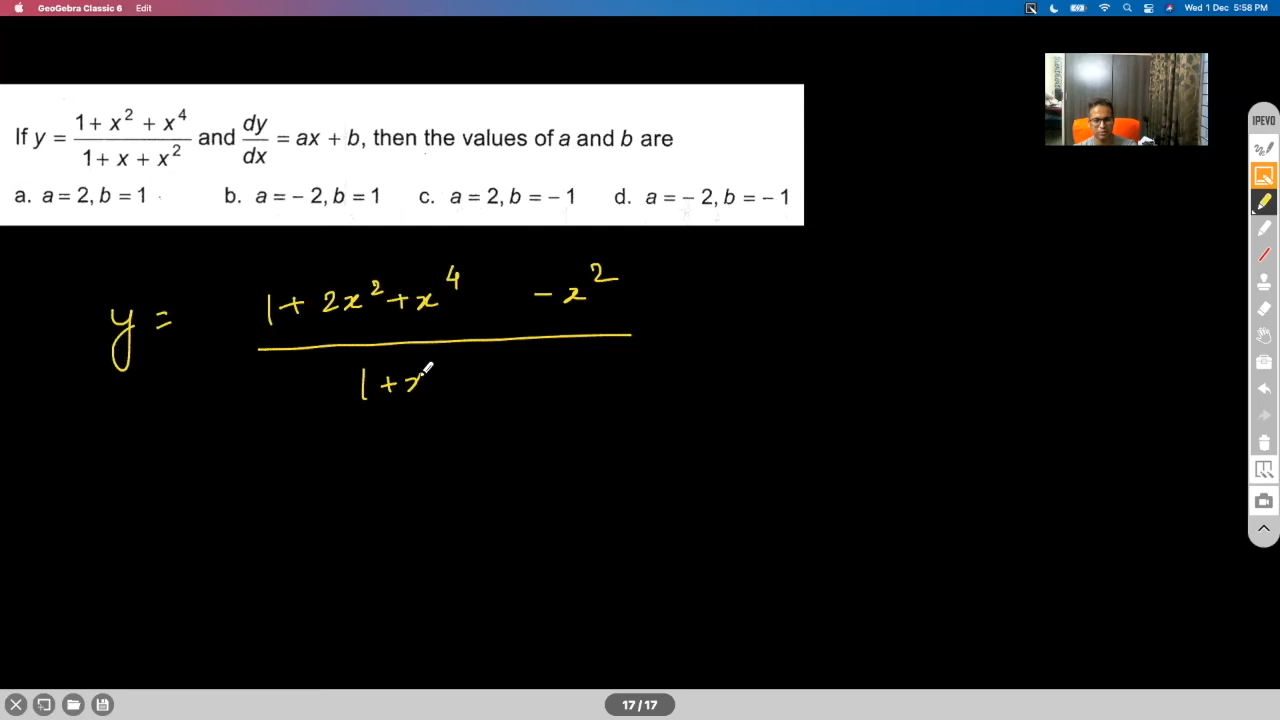 GeoGebra Classic 6 Edit Wed 1 Dec 5:58 PM
If y = (1 + x² + x⁴)/(1 + x + x²) and dy/dx = ax + b, then the values of a and b are
a. a = 2, b = 1 b. a = − 2, b = 1 c. a = 2, b = − 1 d. a = − 2, b = − 1
IPEVO
y = 1 + 2x² + x⁴ − x²
1 + x
17 / 17